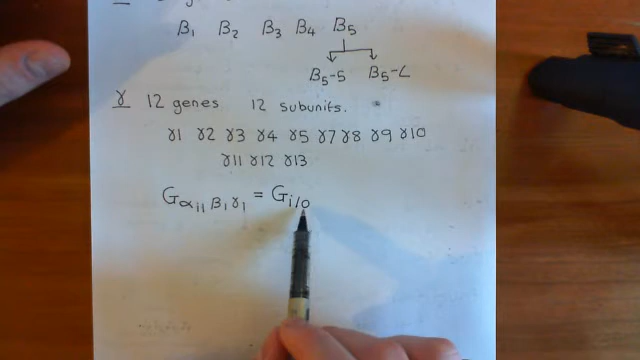 β1 β2 β3 β4 β5
β5-S β5-L
γ 12 genes 12 subunits.
γ1 γ2 γ3 γ4 γ5 γ7 γ8 γ9 γ10
γ11 γ12 γ13
Gαi1β1γ1 = Gi/o